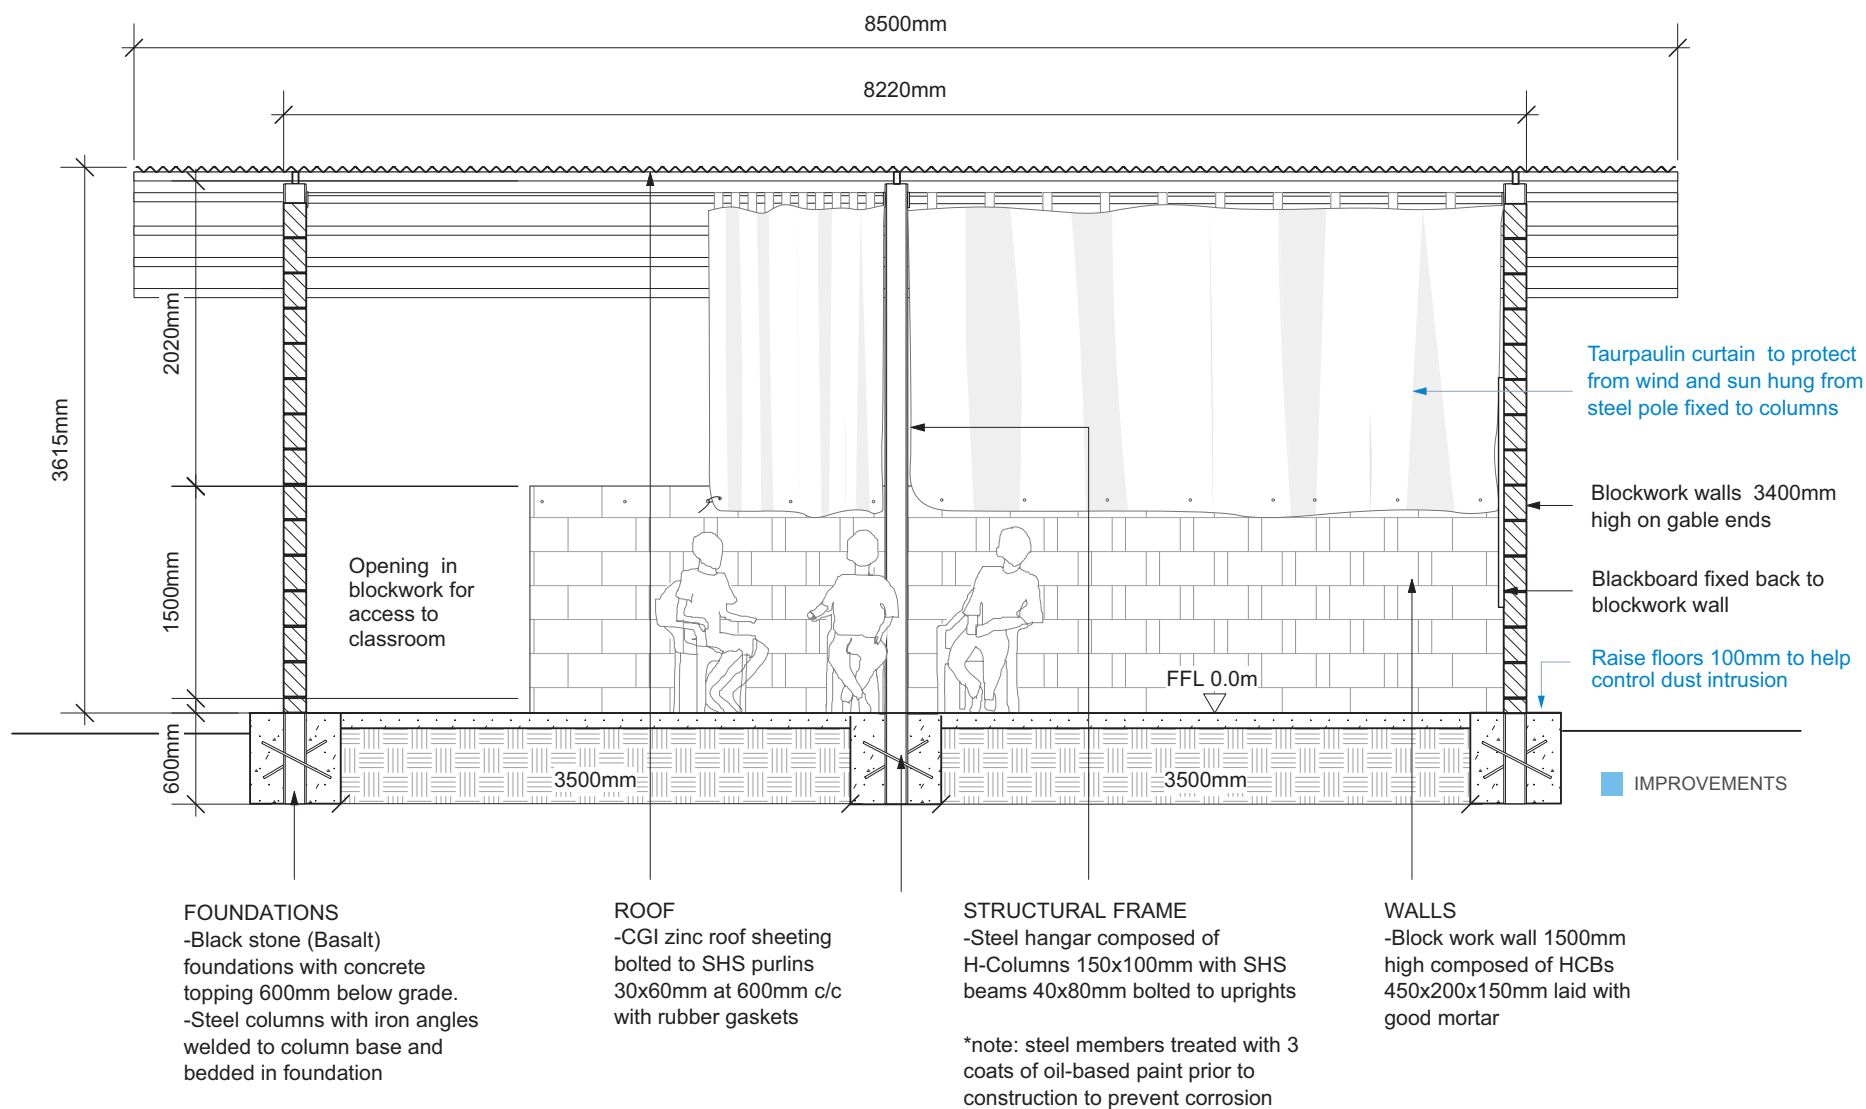 8500mm
8220mm
3615mm
2020mm
1500mm
600mm
Opening in
blockwork for
access to
classroom
FFL 0.0m
3500mm
3500mm
Taurpaulin curtain to protect
from wind and sun hung from
steel pole fixed to columns
Blockwork walls 3400mm
high on gable ends
Blackboard fixed back to
blockwork wall
Raise floors 100mm to help
control dust intrusion
IMPROVEMENTS
FOUNDATIONS
-Black stone (Basalt)
foundations with concrete
topping 600mm below grade.
-Steel columns with iron angles
welded to column base and
bedded in foundation
ROOF
-CGI zinc roof sheeting
bolted to SHS purlins
30x60mm at 600mm c/c
with rubber gaskets
STRUCTURAL FRAME
-Steel hangar composed of
H-Columns 150x100mm with SHS
beams 40x80mm bolted to uprights
*note: steel members treated with 3
coats of oil-based paint prior to
construction to prevent corrosion
WALLS
-Block work wall 1500mm
high composed of HCBs
450x200x150mm laid with
good mortar